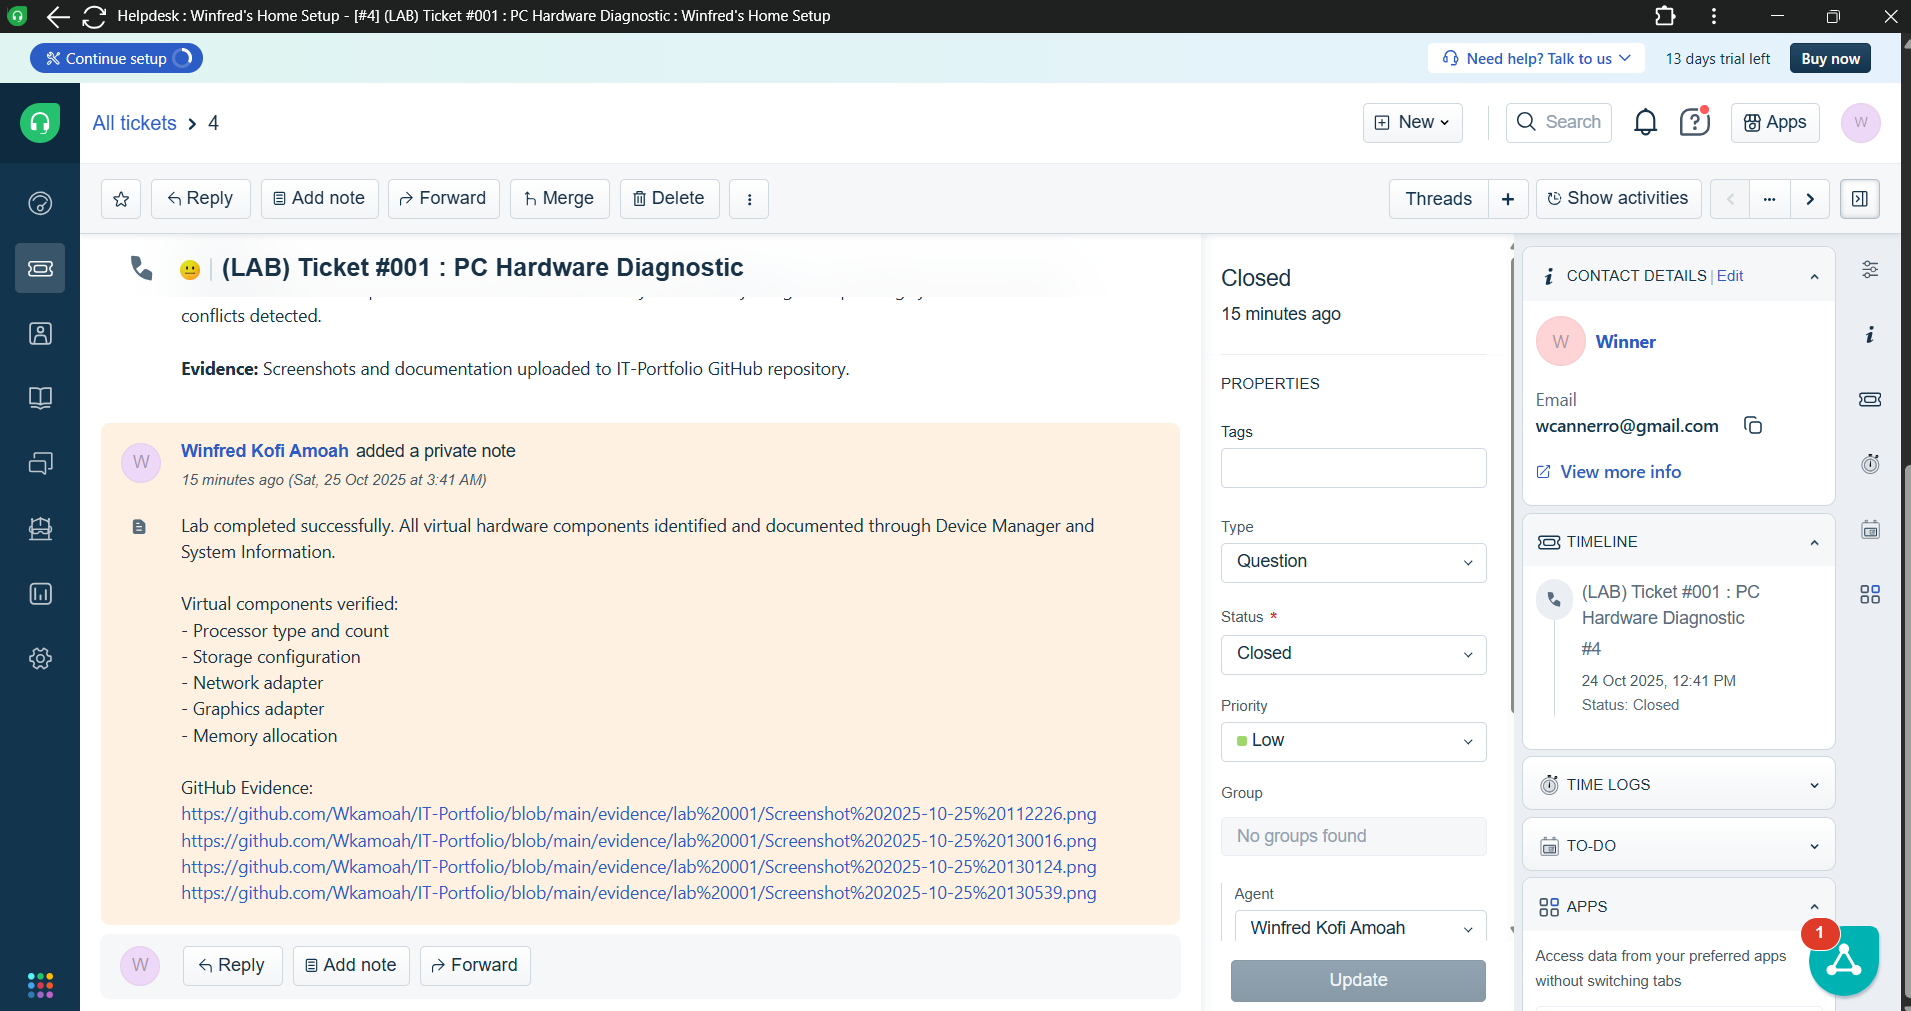 Helpdesk : Winfred's Home Setup - [#4] (LAB) Ticket #001 : PC Hardware Diagnostic : Winfred's Home Setup
Continue setup
Need help? Talk to us
13 days trial left
Buy now
All tickets > 4
New
Search
Apps
W
Reply
Add note
Forward
Merge
Delete
Threads
+
Show activities
(LAB) Ticket #001 : PC Hardware Diagnostic
conflicts detected.
Evidence: Screenshots and documentation uploaded to IT-Portfolio GitHub repository.
W
Winfred Kofi Amoah added a private note
15 minutes ago (Sat, 25 Oct 2025 at 3:41 AM)
Lab completed successfully. All virtual hardware components identified and documented through Device Manager and
System Information.
Virtual components verified:
- Processor type and count
- Storage configuration
- Network adapter
- Graphics adapter
- Memory allocation
GitHub Evidence:
https://github.com/Wkamoah/IT-Portfolio/blob/main/evidence/lab%20001/Screenshot%202025-10-25%20112226.png
https://github.com/Wkamoah/IT-Portfolio/blob/main/evidence/lab%20001/Screenshot%202025-10-25%20130016.png
https://github.com/Wkamoah/IT-Portfolio/blob/main/evidence/lab%20001/Screenshot%202025-10-25%20130124.png
https://github.com/Wkamoah/IT-Portfolio/blob/main/evidence/lab%20001/Screenshot%202025-10-25%20130539.png
W
Reply
Add note
Forward
Closed
15 minutes ago
PROPERTIES
Tags
Type
Question
Status *
Closed
Priority
Low
Group
No groups found
Agent
Winfred Kofi Amoah
Update
CONTACT DETAILS | Edit
W
Winner
Email
wcannerro@gmail.com
View more info
TIMELINE
(LAB) Ticket #001 : PC
Hardware Diagnostic
#4
24 Oct 2025, 12:41 PM
Status: Closed
TIME LOGS
TO-DO
APPS
Access data from your preferred apps
without switching tabs
1